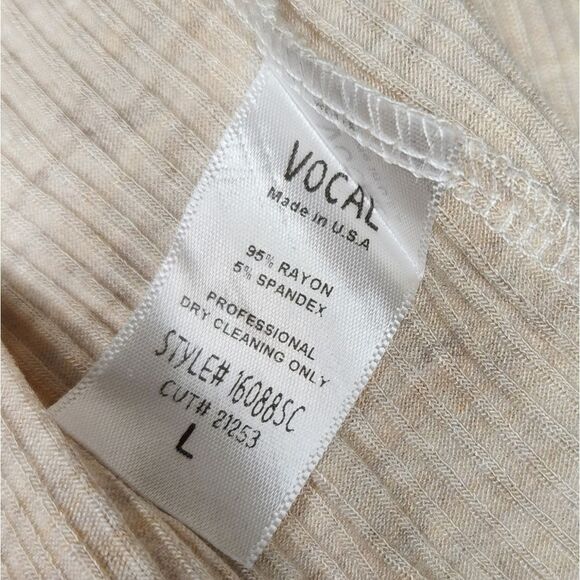 VOCAL
Made in U.S.A
95% RAYON
5% SPANDEX
PROFESSIONAL
DRY CLEANING ONLY
STYLE# 16088SC
CUT# 21253
L